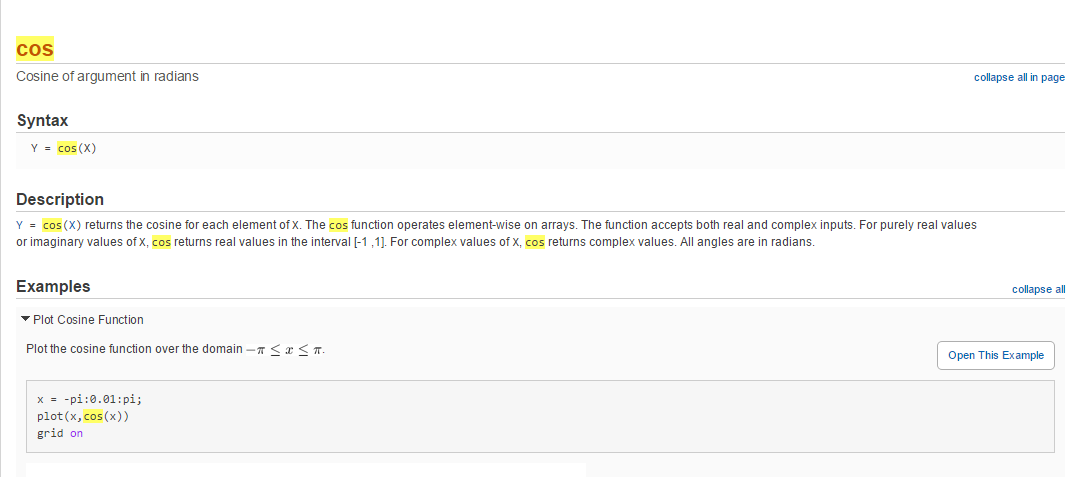 cos
Cosine of argument in radians
collapse all in page
Syntax
Y = cos(X)
Description
Y = cos(X) returns the cosine for each element of X. The cos function operates element-wise on arrays. The function accepts both real and complex inputs. For purely real values
or imaginary values of X, cos returns real values in the interval [-1 ,1]. For complex values of X, cos returns complex values. All angles are in radians.
Examples
collapse all
Plot Cosine Function
Plot the cosine function over the domain −π ≤ x ≤ π.
Open This Example
x = -pi:0.01:pi;
plot(x,cos(x))
grid on